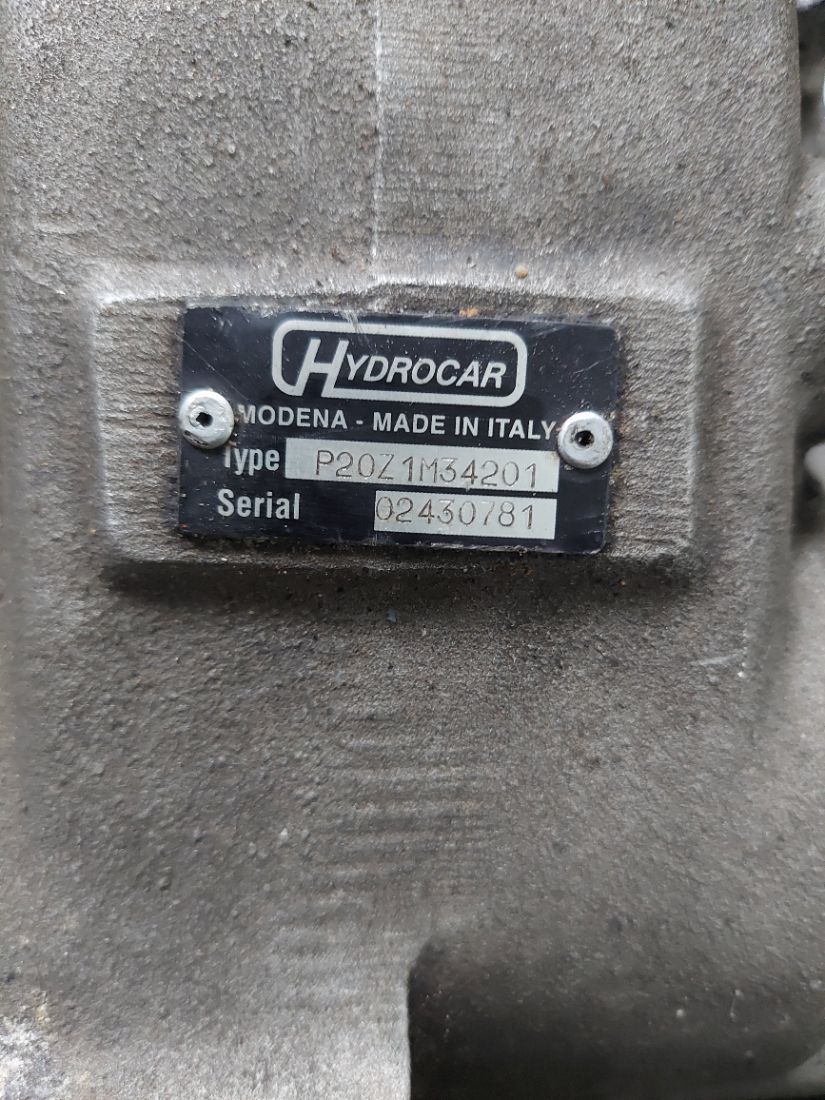 HYDROCAR
MODENA - MADE IN ITALY
Type P20Z1M34201
Serial 02430781